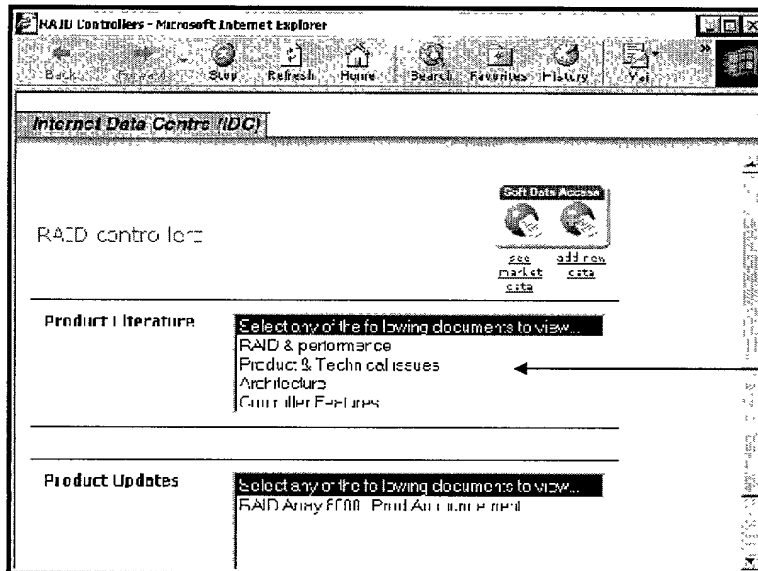 RAID Controllers - Microsoft Internet Explorer
Back Forward Stop Refresh Home Search Favorites History
»
Internet Data Centre (IDC)
Soft Data Access
RAID controllers
see market data
add new data
Product Literature
Select any of the following documents to view...
RAID & performance
Product & Technical issues
Architecture
Controller Features
Product Updates
Select any of the following documents to view...
RAID Array